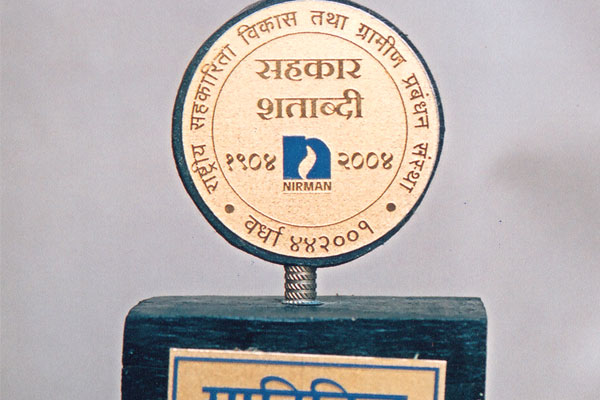 राष्ट्रीय सहकारिता विकास तथा ग्रामीण प्रबंधन संस्था
सहकार
शताब्दी
१९०४ २००४
NIRMAN
वर्धा ४४२००१